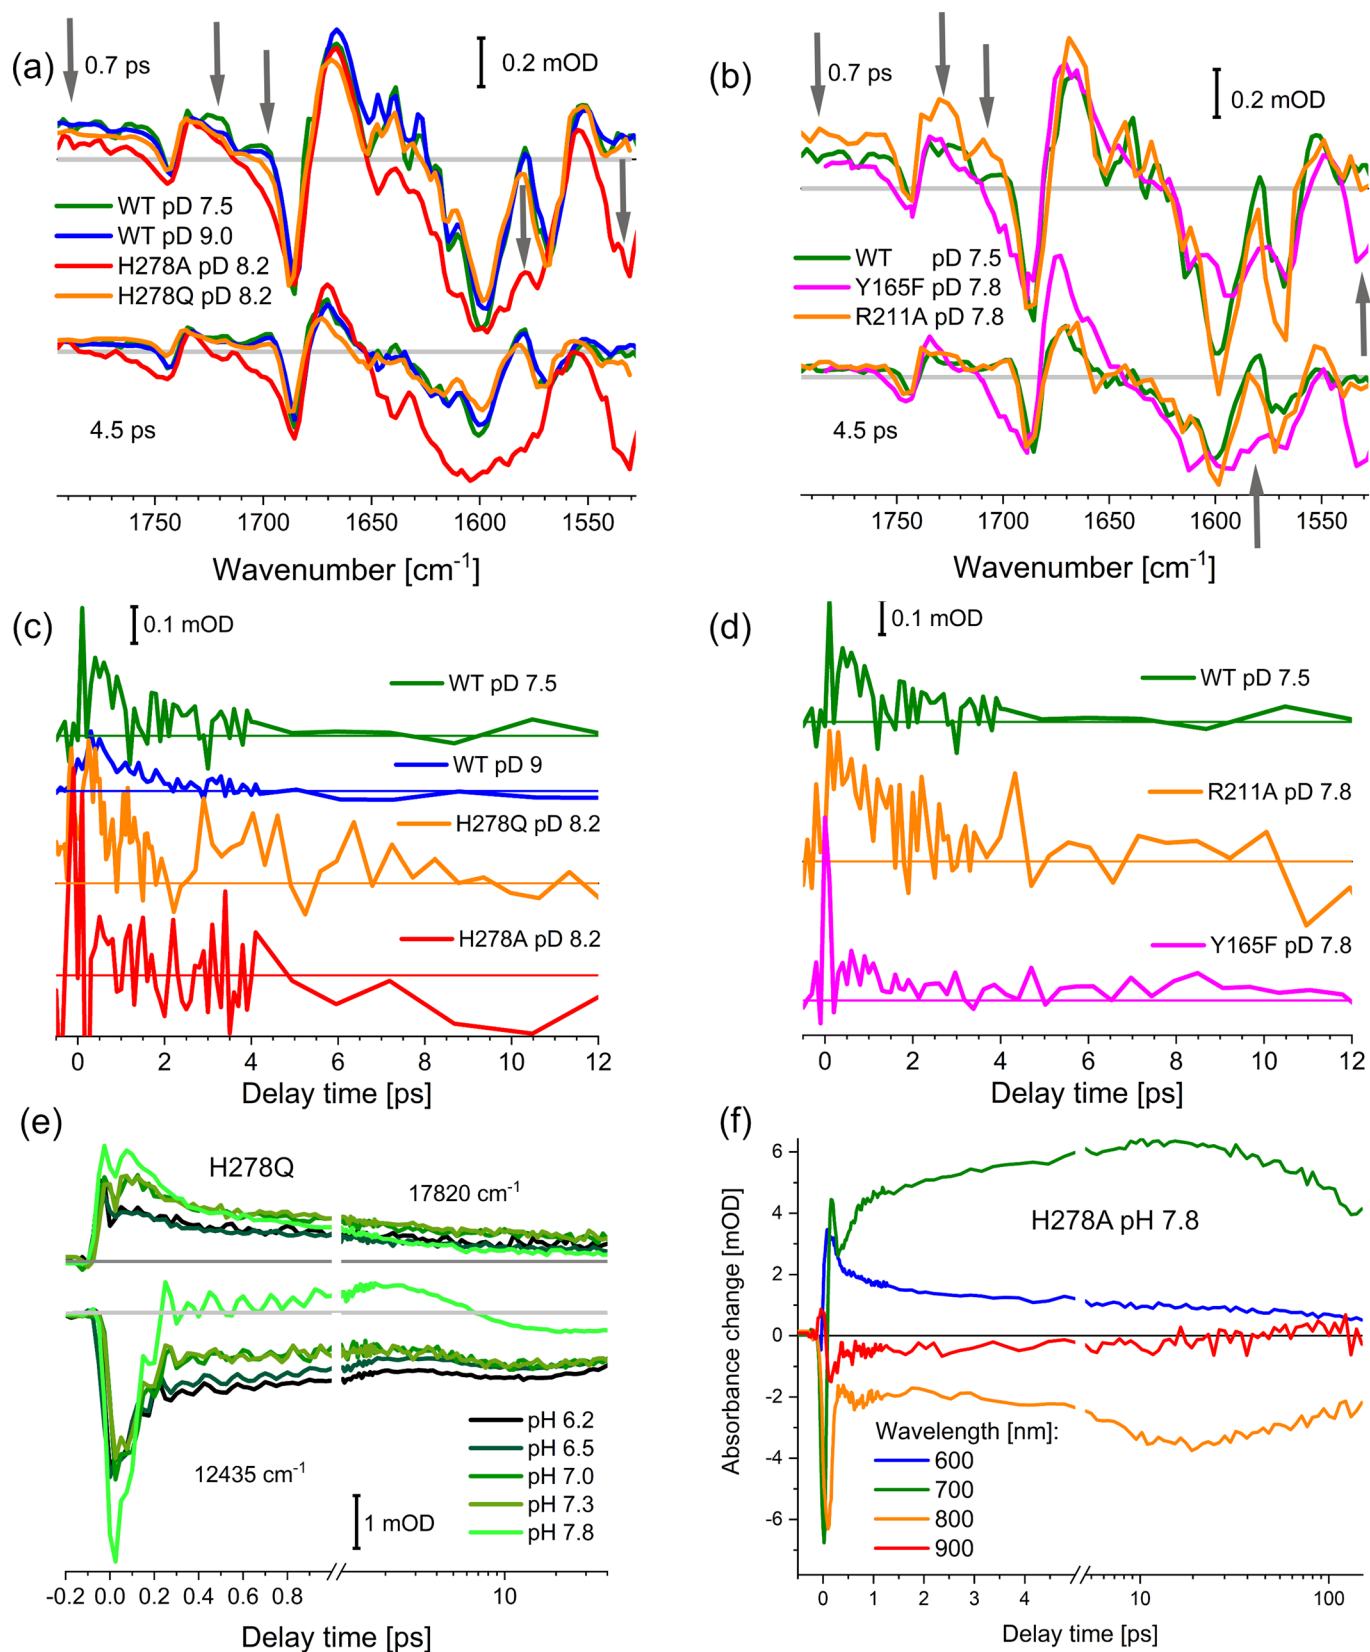 (a)
0.7 ps
0.2 mOD
WT pD 7.5
WT pD 9.0
H278A pD 8.2
H278Q pD 8.2
4.5 ps
1750 1700 1650 1600 1550
Wavenumber [cm-1]
(b)
0.7 ps
0.2 mOD
WT pD 7.5
Y165F pD 7.8
R211A pD 7.8
4.5 ps
1750 1700 1650 1600 1550
Wavenumber [cm-1]
(c)
0.1 mOD
WT pD 7.5
WT pD 9
H278Q pD 8.2
H278A pD 8.2
0 2 4 6 8 10 12
Delay time [ps]
(d)
0.1 mOD
WT pD 7.5
R211A pD 7.8
Y165F pD 7.8
0 2 4 6 8 10 12
Delay time [ps]
(e)
H278Q
17820 cm-1
12435 cm-1
1 mOD
pH 6.2
pH 6.5
pH 7.0
pH 7.3
pH 7.8
-0.2 0.0 0.2 0.4 0.6 0.8 10
Delay time [ps]
(f)
Absorbance change [mOD]
6
4
2
0
-2
-4
-6
H278A pH 7.8
Wavelength [nm]:
600
700
800
900
0 1 2 3 4 10 100
Delay time [ps]